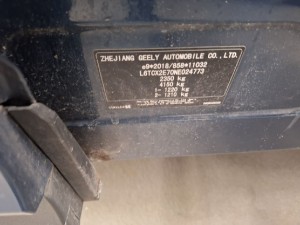 ZHEJIANG GEELY AUTOMOBILE CO., LTD.
e9*2018/858*11032
L6TCX2E70NE024773
2350 kg
4150 kg
1- 1220 kg
2- 1210 kg